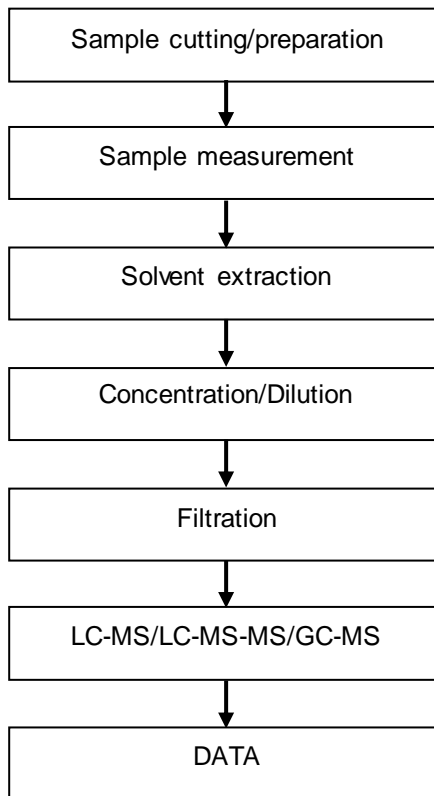 Sample cutting/preparation
Sample measurement
Solvent extraction
Concentration/Dilution
Filtration
LC-MS/LC-MS-MS/GC-MS
DATA